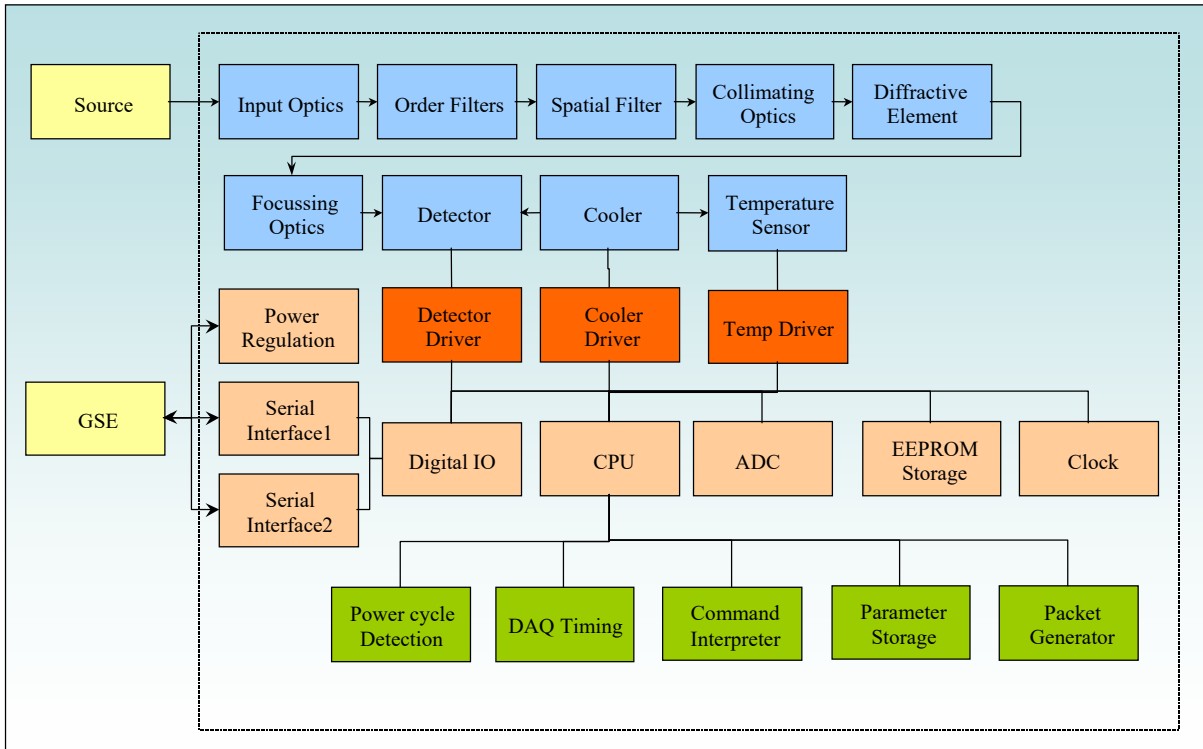 Source
Input Optics
Order Filters
Spatial Filter
Collimating
Optics
Diffractive
Element
Focussing
Optics
Detector
Cooler
Temperature
Sensor
Power
Regulation
Detector
Driver
Cooler
Driver
Temp Driver
GSE
Serial
Interface1
Serial
Interface2
Digital IO
CPU
ADC
EEPROM
Storage
Clock
Power cycle
Detection
DAQ Timing
Command
Interpreter
Parameter
Storage
Packet
Generator